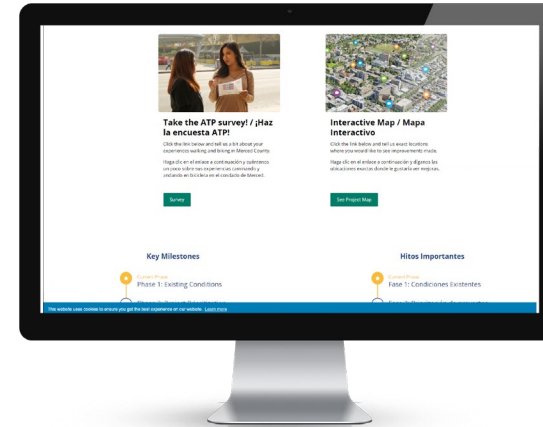 Take the ATP survey! / ¡Haz
la encuesta ATP!
Click the link below and tell us a bit about your
experiences walking and biking in Merced County.
Haga clic en el enlace a continuación y cuéntenos
un poco sobre sus experiencias caminando y
andando en bicicleta en el condado de Merced.
Survey
Interactive Map / Mapa
Interactivo
Click the link below and tell us exact locations
where you would like to see improvements made.
Haga clic en el enlace a continuación y díganos las
ubicaciones exactas donde le gustaría ver mejoras.
See Project Map
Key Milestones
Current Phase
Phase 1: Existing Conditions
Hitos Importantes
Current Phase
Fase 1: Condiciones Existentes
This website uses cookies to ensure you get the best experience on our website. Learn more